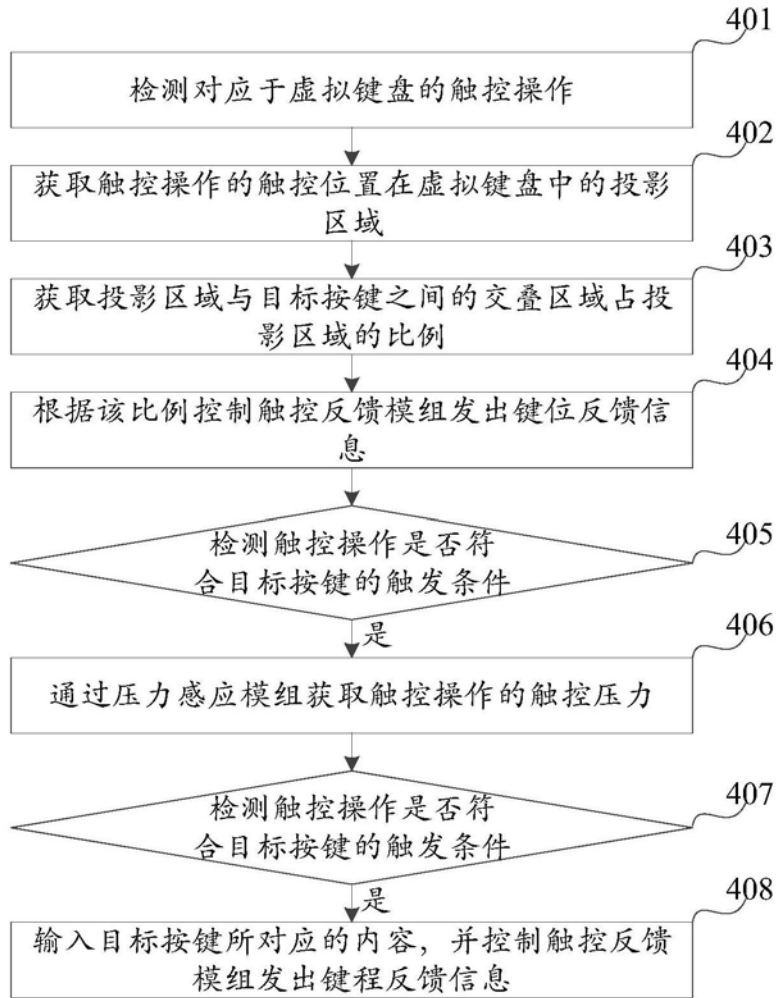 401
检测对应于虚拟键盘的触控操作
402
获取触控操作的触控位置在虚拟键盘中的投影
区域
403
获取投影区域与目标按键之间的交叠区域占投
影区域的比例
404
根据该比例控制触控反馈模组发出键位反馈信
息
405
检测触控操作是否符
合目标按键的触发条件
是
406
通过压力感应模组获取触控操作的触控压力
407
检测触控操作是否符
合目标按键的触发条件
是
408
输入目标按键所对应的内容，并控制触控反馈
模组发出键程反馈信息